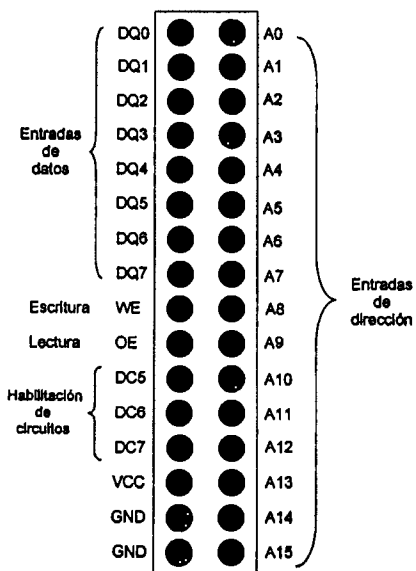 DQ0 A0
DQ1 A1
DQ2 A2
DQ3 A3
DQ4 A4
DQ5 A5
DQ6 A6
DQ7 A7
Entradas
de
datos
Escritura WE A8
Lectura OE A9
DC5 A10
DC6 A11
DC7 A12
Habilitación
de
circuitos
VCC A13
GND A14
GND A15
Entradas
de
dirección